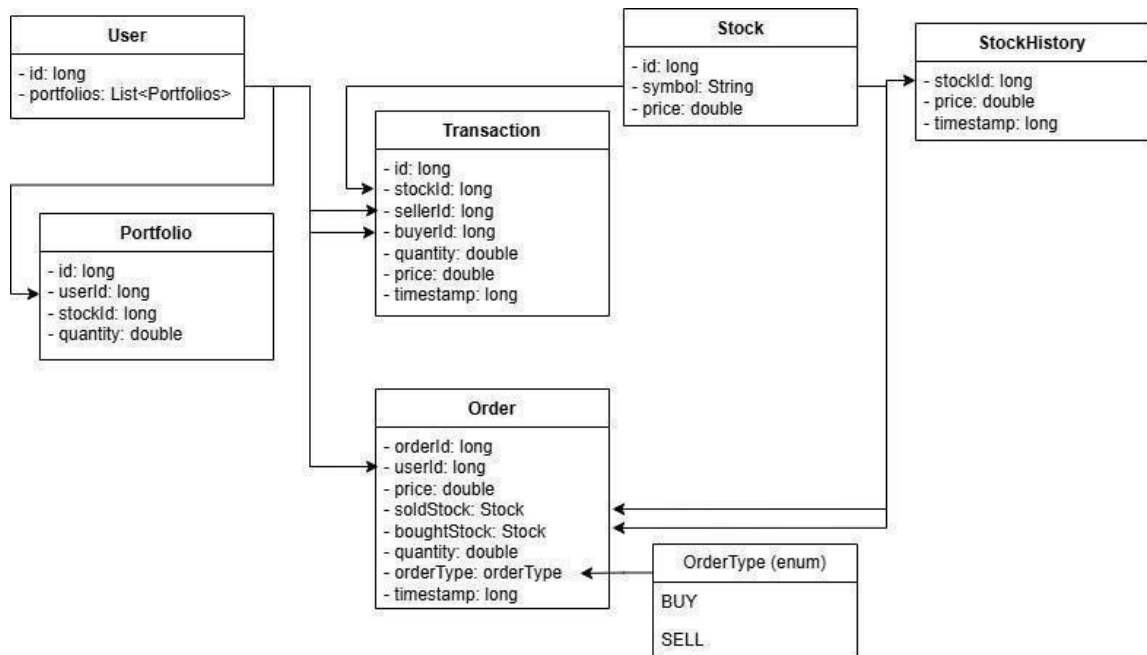 User
- id: long
- portfolios: List<Portfolios>
Stock
- id: long
- symbol: String
- price: double
StockHistory
- stockId: long
- price: double
- timestamp: long
Transaction
- id: long
- stockId: long
- sellerId: long
- buyerId: long
- quantity: double
- price: double
- timestamp: long
Portfolio
- id: long
- userId: long
- stockId: long
- quantity: double
Order
- orderId: long
- userId: long
- price: double
- soldStock: Stock
- boughtStock: Stock
- quantity: double
- orderType: orderType
- timestamp: long
OrderType (enum)
BUY
SELL